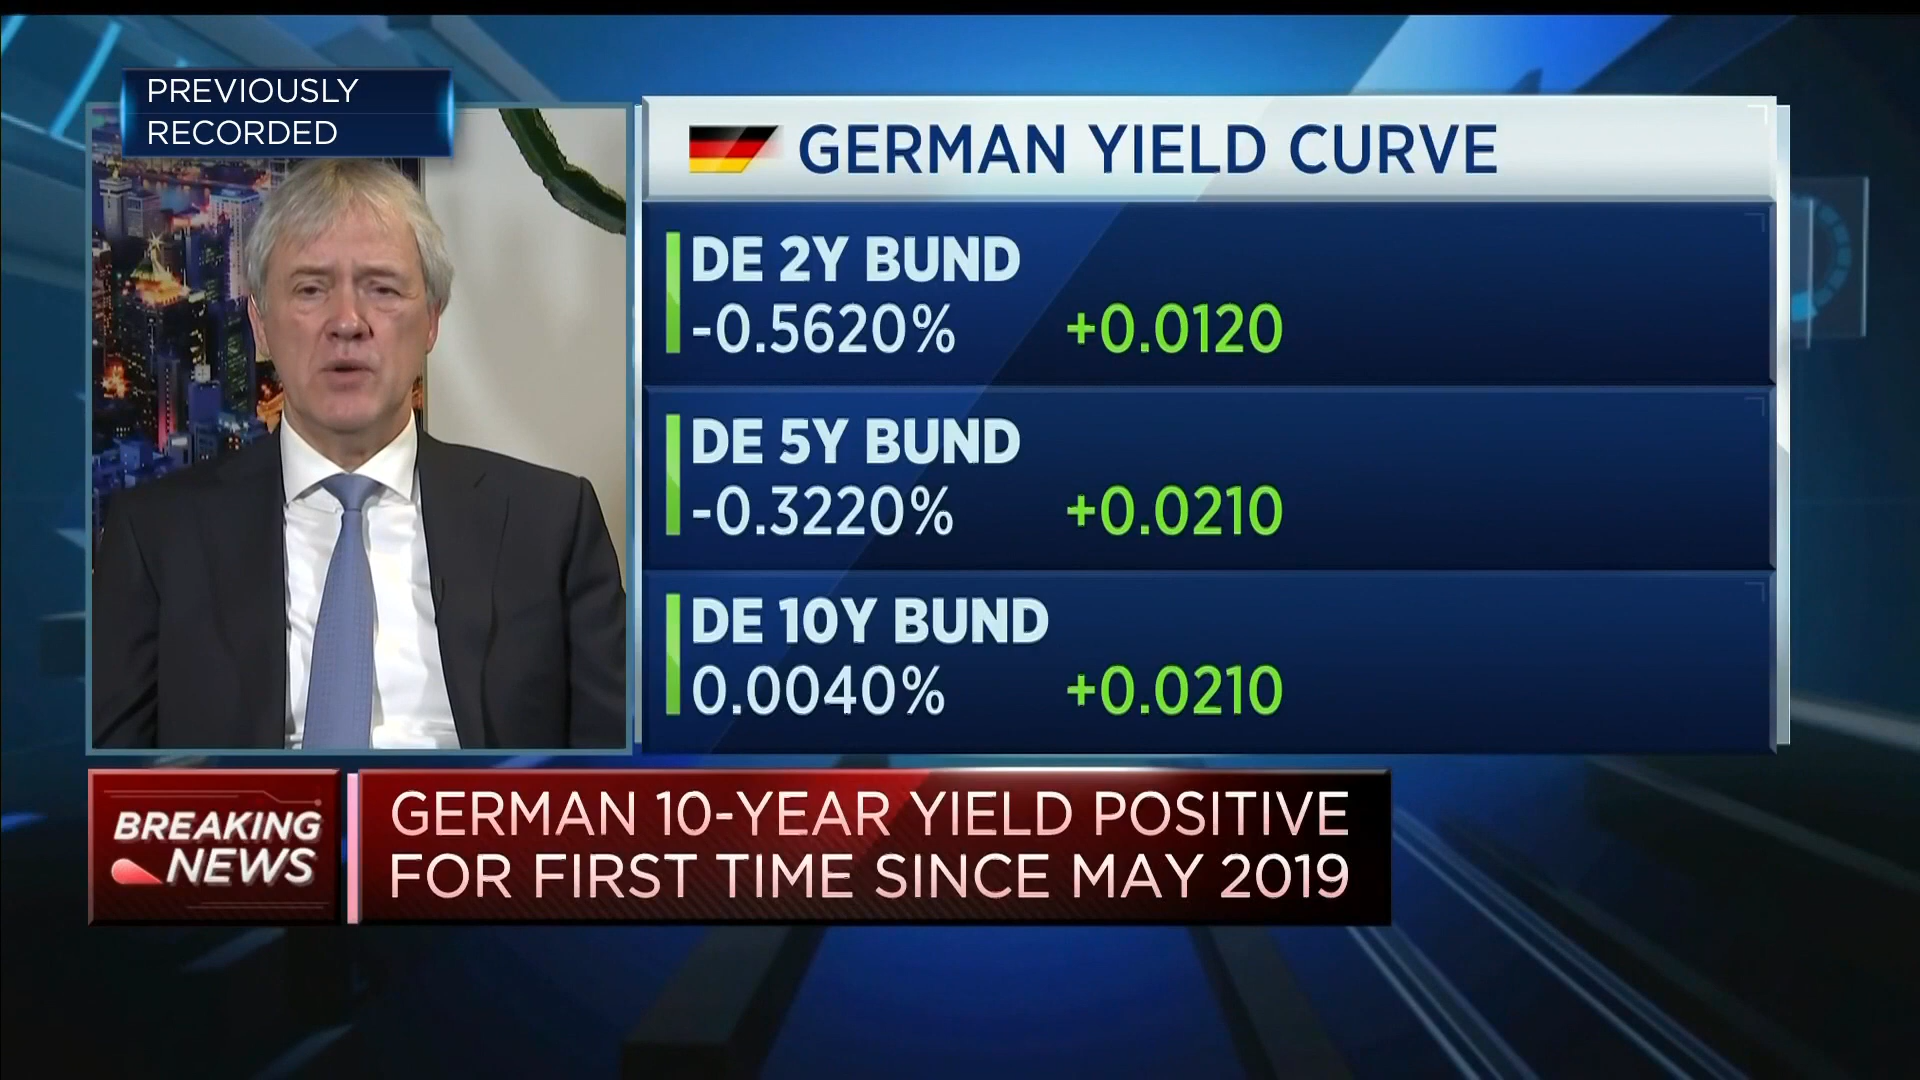 PREVIOUSLY
RECORDED
GERMAN YIELD CURVE
DE 2Y BUND
-0.5620% +0.0120
DE 5Y BUND
-0.3220% +0.0210
DE 10Y BUND
0.0040% +0.0210
BREAKING
NEWS
GERMAN 10-YEAR YIELD POSITIVE
FOR FIRST TIME SINCE MAY 2019